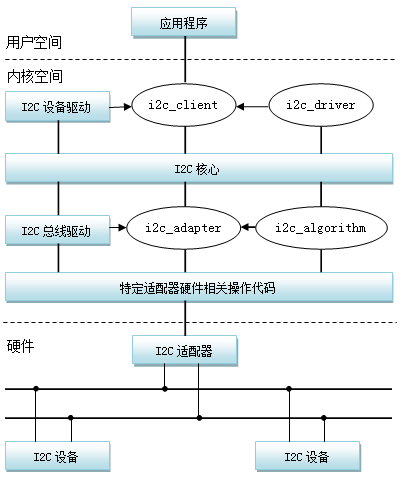 应用程序
用户空间
内核空间
I2C 设备驱动
i2c_client
i2c_driver
I2C 核心
I2C 总线驱动
i2c_adapter
i2c_algorithm
特定适配器硬件相关操作代码
硬件
I2C 适配器
I2C 设备
I2C 设备